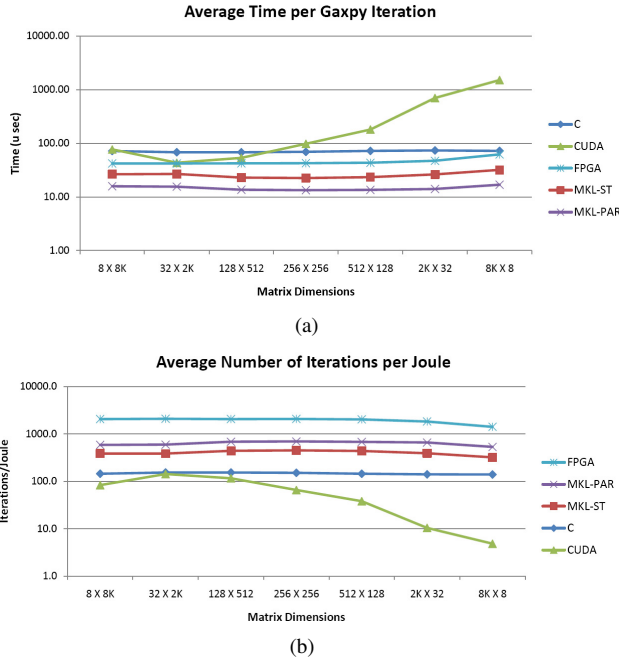 Average Time per Gaxpy Iteration
10000.00
1000.00
100.00
10.00
1.00
Time (u sec)
8 X 8K 32 X 2K 128 X 512 256 X 256 512 X 128 2K X 32 8K X 8
Matrix Dimensions
C
CUDA
FPGA
MKL-ST
MKL-PAR
(a)
Average Number of Iterations per Joule
10000.0
1000.0
100.0
10.0
1.0
Iterations/Joule
8 X 8K 32 X 2K 128 X 512 256 X 256 512 X 128 2K X 32 8K X 8
Matrix Dimensions
FPGA
MKL-PAR
MKL-ST
C
CUDA
(b)